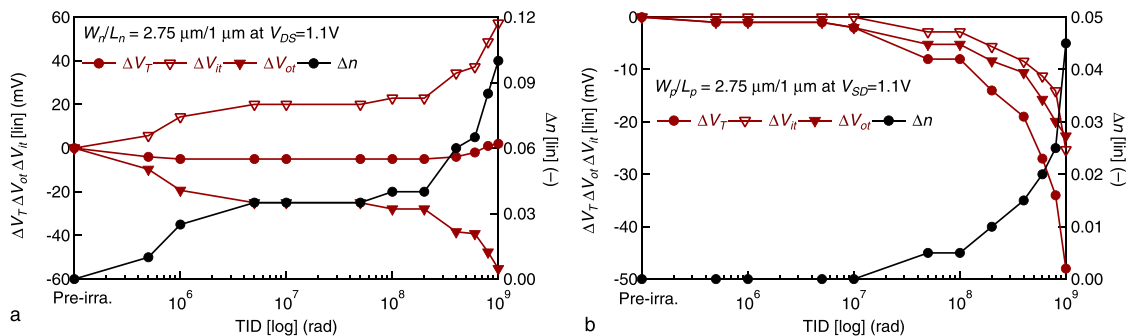 60
40
20
0
-20
-40
-60
ΔV_T ΔV_ot ΔV_it [lin] (mV)
W_n/L_n = 2.75 μm/1 μm at V_DS=1.1V
ΔV_T ΔV_it ΔV_ot Δn
0.12
0.09
0.06
0.03
0.00
Δn [lin] (–)
Pre-irra. 10^6 10^7 10^8 10^9
TID [log] (rad)
a
0
-10
-20
-30
-40
-50
ΔV_T ΔV_ot ΔV_it [lin] (mV)
W_p/L_p = 2.75 μm/1 μm at V_SD=1.1V
ΔV_T ΔV_it ΔV_ot Δn
0.05
0.04
0.03
0.02
0.01
0.00
Δn [lin] (–)
Pre-irra. 10^6 10^7 10^8 10^9
TID [log] (rad)
b